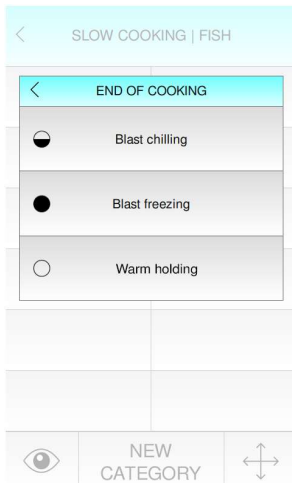 SLOW COOKING | FISH
END OF COOKING
Blast chilling
Blast freezing
Warm holding
NEW
CATEGORY